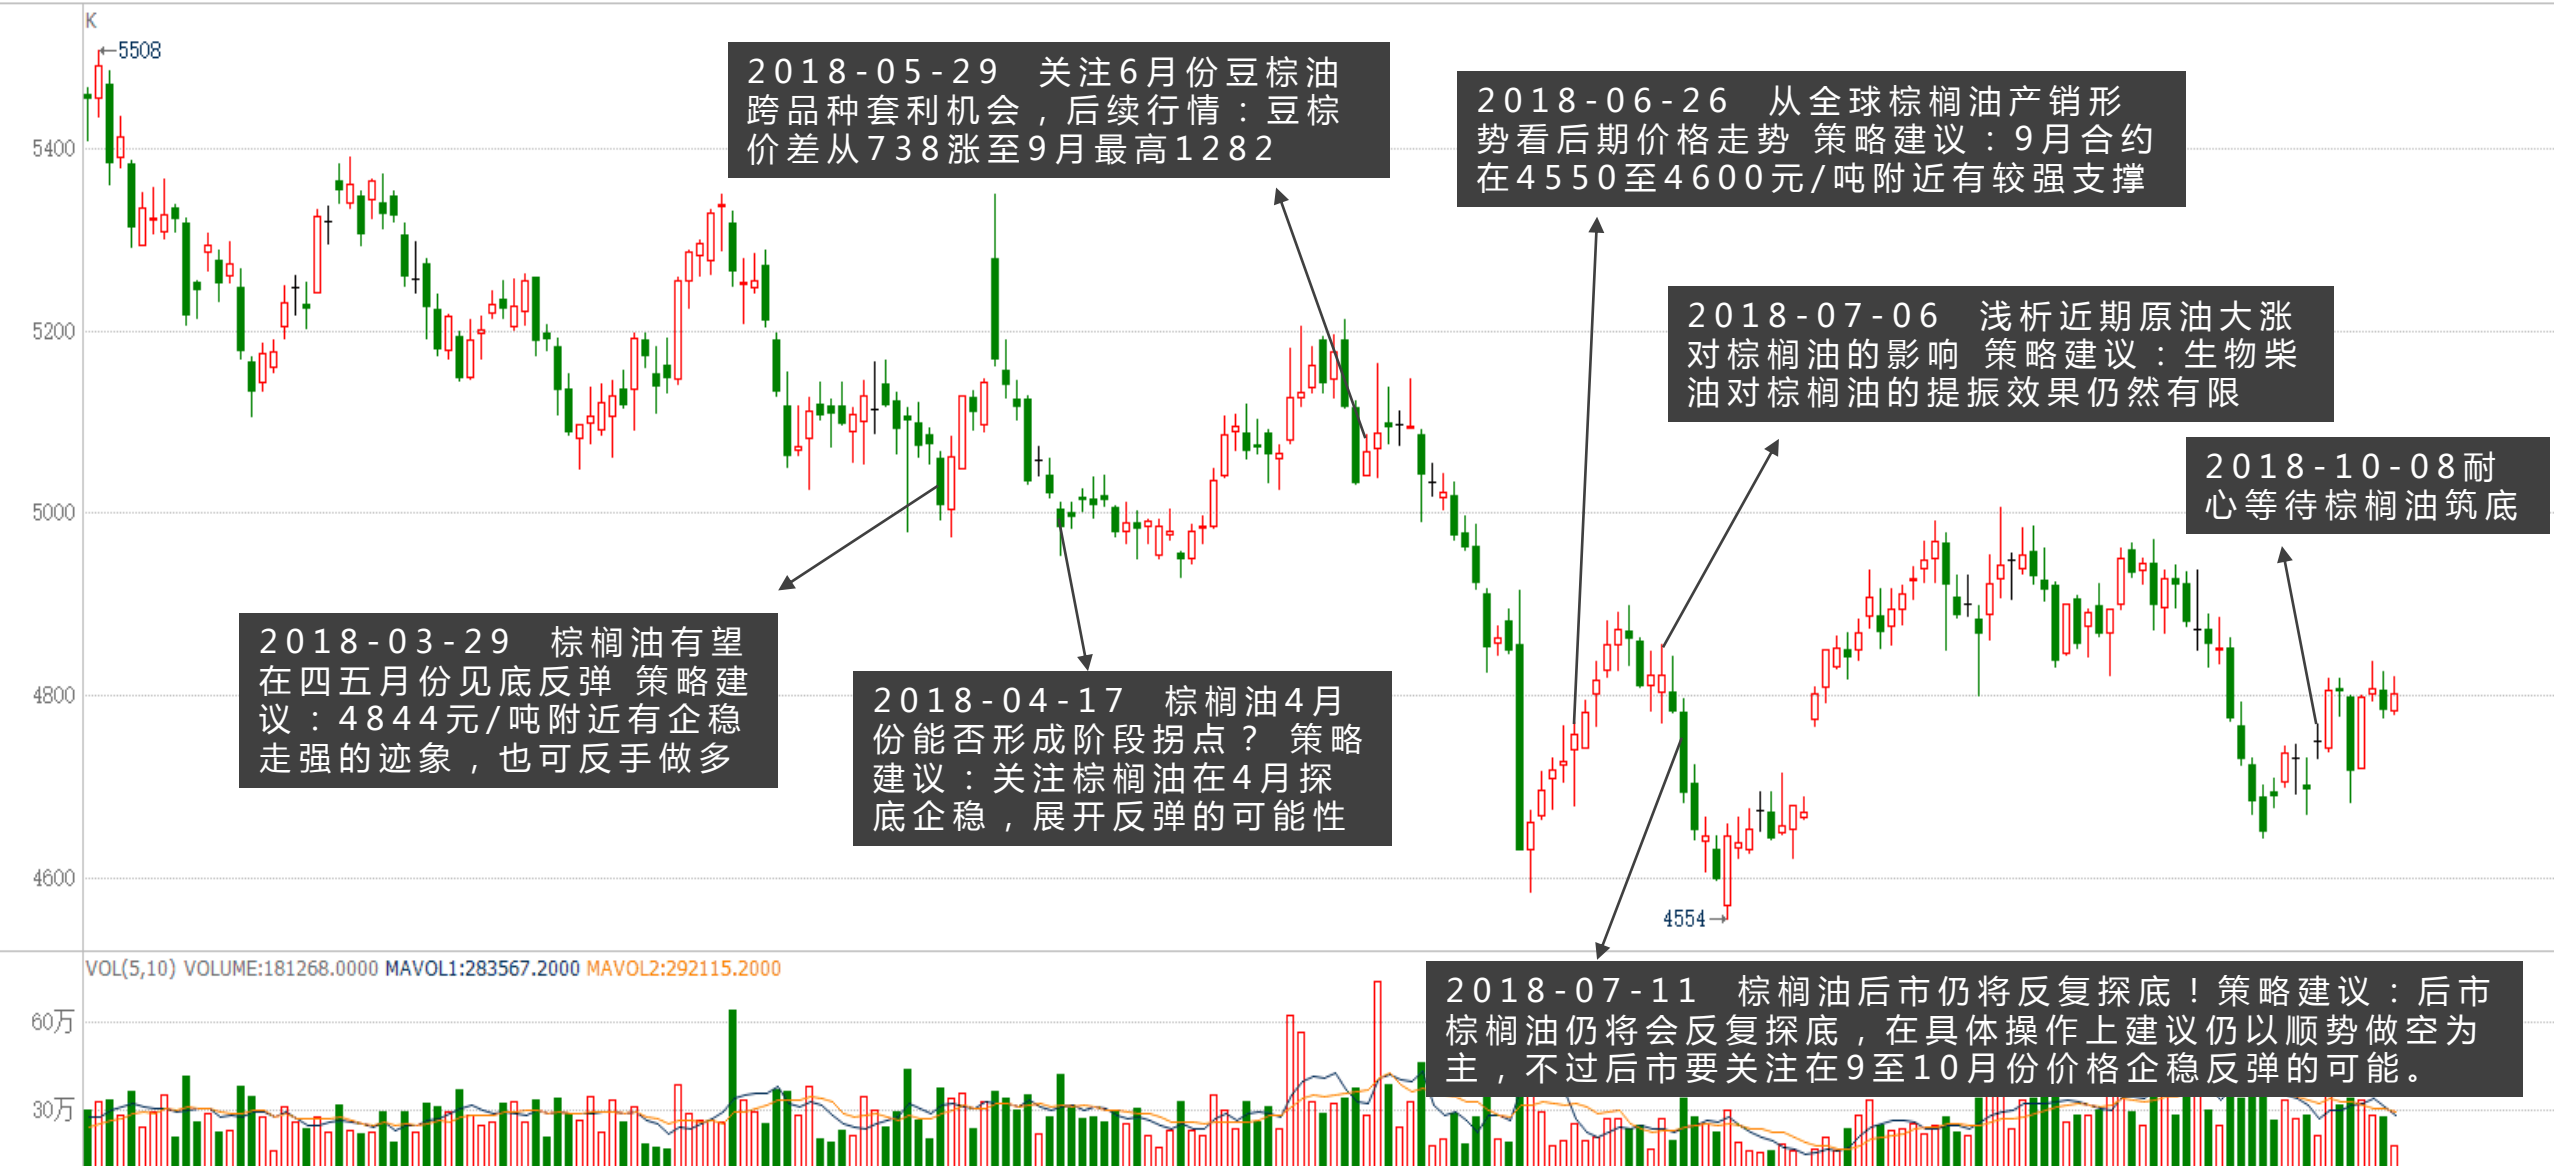 K
←5508
2018-05-29 关注6月份豆棕油
跨品种套利机会，后续行情：豆棕
价差从738涨至9月最高1282
2018-06-26 从全球棕榈油产销形
势看后期价格走势 策略建议：9月合约
在4550至4600元/吨附近有较强支撑
5400
2018-07-06 浅析近期原油大涨
对棕榈油的影响 策略建议：生物柴
油对棕榈油的提振效果仍然有限
5200
2018-10-08耐
心等待棕榈油筑底
5000
2018-03-29 棕榈油有望
在四五月份见底反弹 策略建
议：4844元/吨附近有企稳
走强的迹象，也可反手做多
2018-04-17 棕榈油4月
份能否形成阶段拐点？ 策略
建议：关注棕榈油在4月探
底企稳，展开反弹的可能性
4800
4600
4554→
VOL(5,10) VOLUME:181268.0000 MAVOL1:283567.2000 MAVOL2:292115.2000
2018-07-11 棕榈油后市仍将反复探底！策略建议：后市
棕榈油仍将会反复探底，在具体操作上建议仍以顺势做空为
主，不过后市要关注在9至10月份价格企稳反弹的可能。
60万
30万